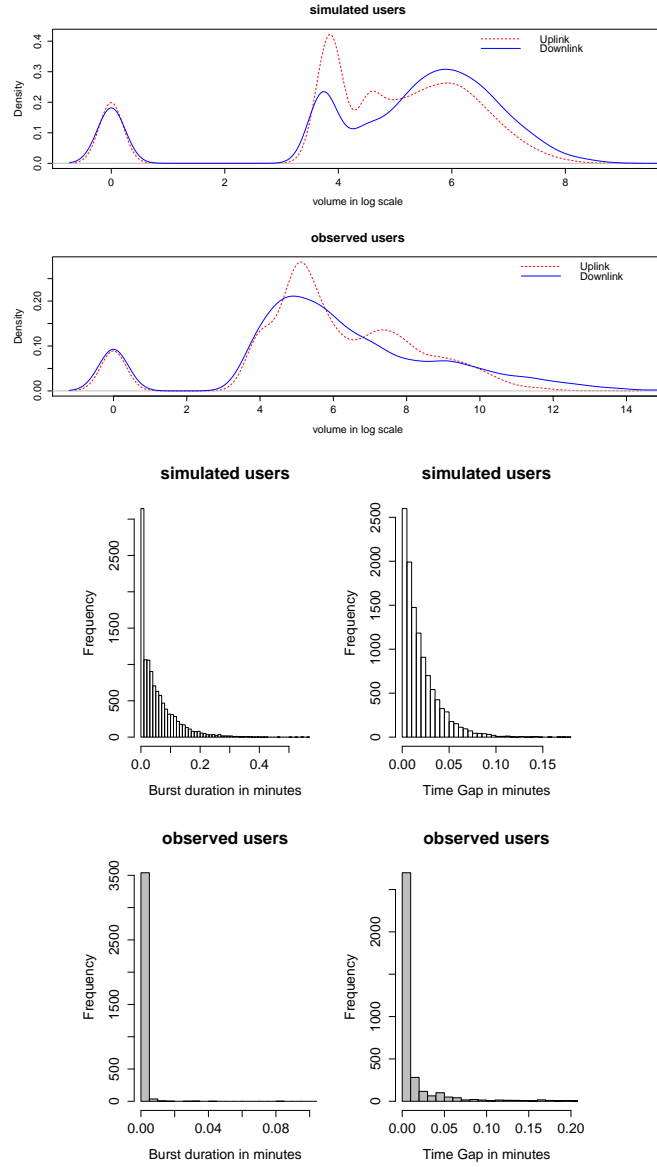 simulated users
Uplink
Downlink
Density
0.0 0.1 0.2 0.3 0.4
0 2 4 6 8
volume in log scale
observed users
Uplink
Downlink
Density
0.00 0.10 0.20
0 2 4 6 8 10 12 14
volume in log scale
simulated users
Frequency
0 500 1500 2500
0.0 0.2 0.4
Burst duration in minutes
simulated users
Frequency
0 500 1000 1500 2000 2500
0.00 0.05 0.10 0.15
Time Gap in minutes
observed users
Frequency
0 500 1500 2500 3500
0.00 0.04 0.08
Burst duration in minutes
observed users
Frequency
0 500 1000 2000
0.00 0.05 0.10 0.15 0.20
Time Gap in minutes